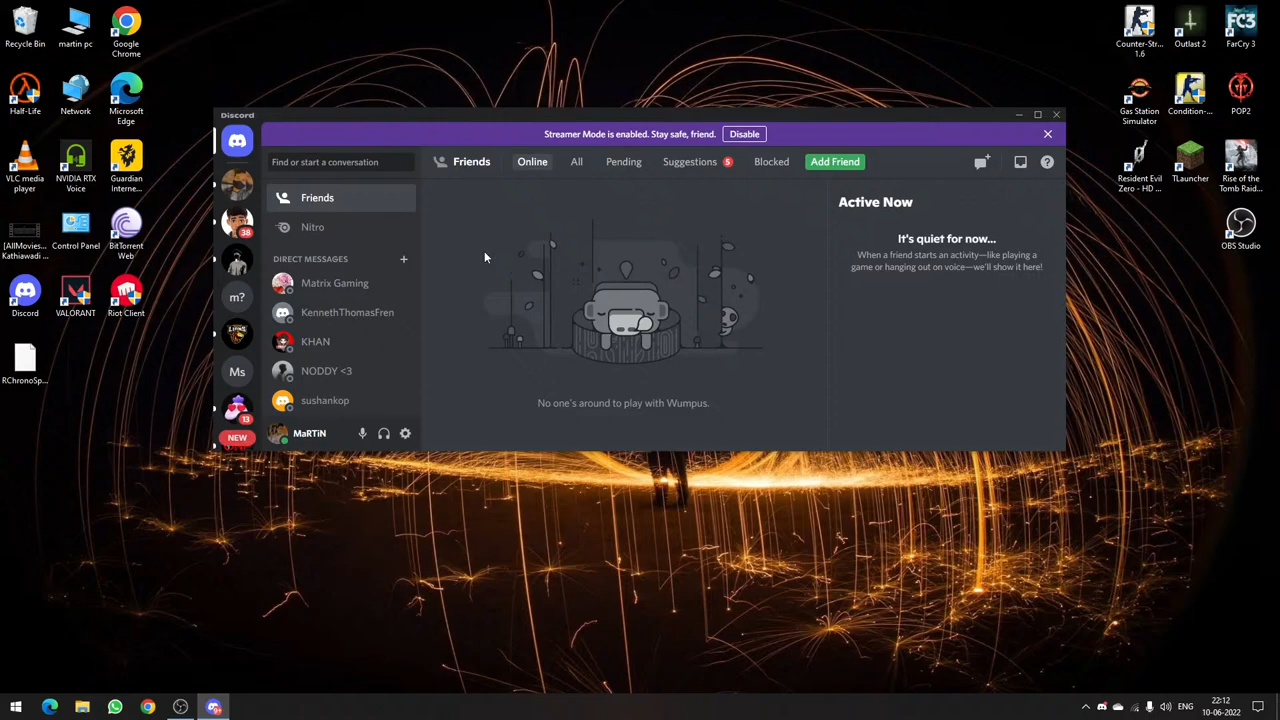 Recycle Bin
martin pc
Google Chrome
Half-Life
Network
Microsoft Edge
VLC media player
NVIDIA RTX Voice
Guardian Interne...
[AllMovies... Kathiawadi ...
Control Panel
BitTorrent Web
Discord
VALORANT
Riot Client
RChronoSp...
Counter-Str... 1.6
Outlast 2
FarCry 3
Gas Station Simulator
Condition-...
POP2
Resident Evil Zero - HD ...
TLauncher
Rise of the Tomb Raid...
OBS Studio
Discord
Streamer Mode is enabled. Stay safe, friend.
Disable
Find or start a conversation
Friends
Online
All
Pending
Suggestions 5
Blocked
Add Friend
Friends
Nitro
DIRECT MESSAGES
Matrix Gaming
KennethThomasFren
KHAN
NODDY <3
sushankop
MaRTiN
38
m?
Ms
13
NEW
No one's around to play with Wumpus.
Active Now
It's quiet for now...
When a friend starts an activity—like playing a
game or hanging out on voice—we'll show it here!
ENG
22:12
10-06-2022